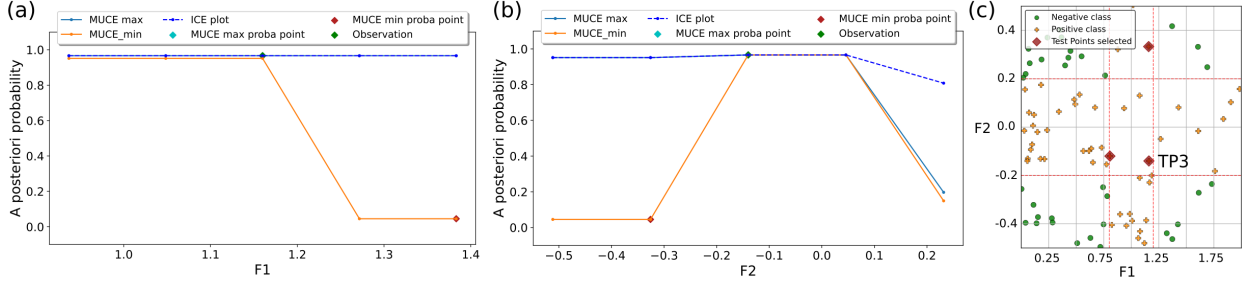 (a)
MUCE max
ICE plot
MUCE min proba point
MUCE_min
MUCE max proba point
Observation
A posteriori probability
1.0
0.8
0.6
0.4
0.2
0.0
1.0 1.1 1.2 1.3 1.4
F1
(b)
MUCE max
ICE plot
MUCE min proba point
MUCE_min
MUCE max proba point
Observation
A posteriori probability
1.0
0.8
0.6
0.4
0.2
0.0
−0.5 −0.4 −0.3 −0.2 −0.1 0.0 0.1 0.2
F2
(c)
Negative class
Positive class
Test Points selected
0.4
0.2
0.0
-0.2
-0.4
F2
TP3
0.25 0.75 1.25 1.75
F1